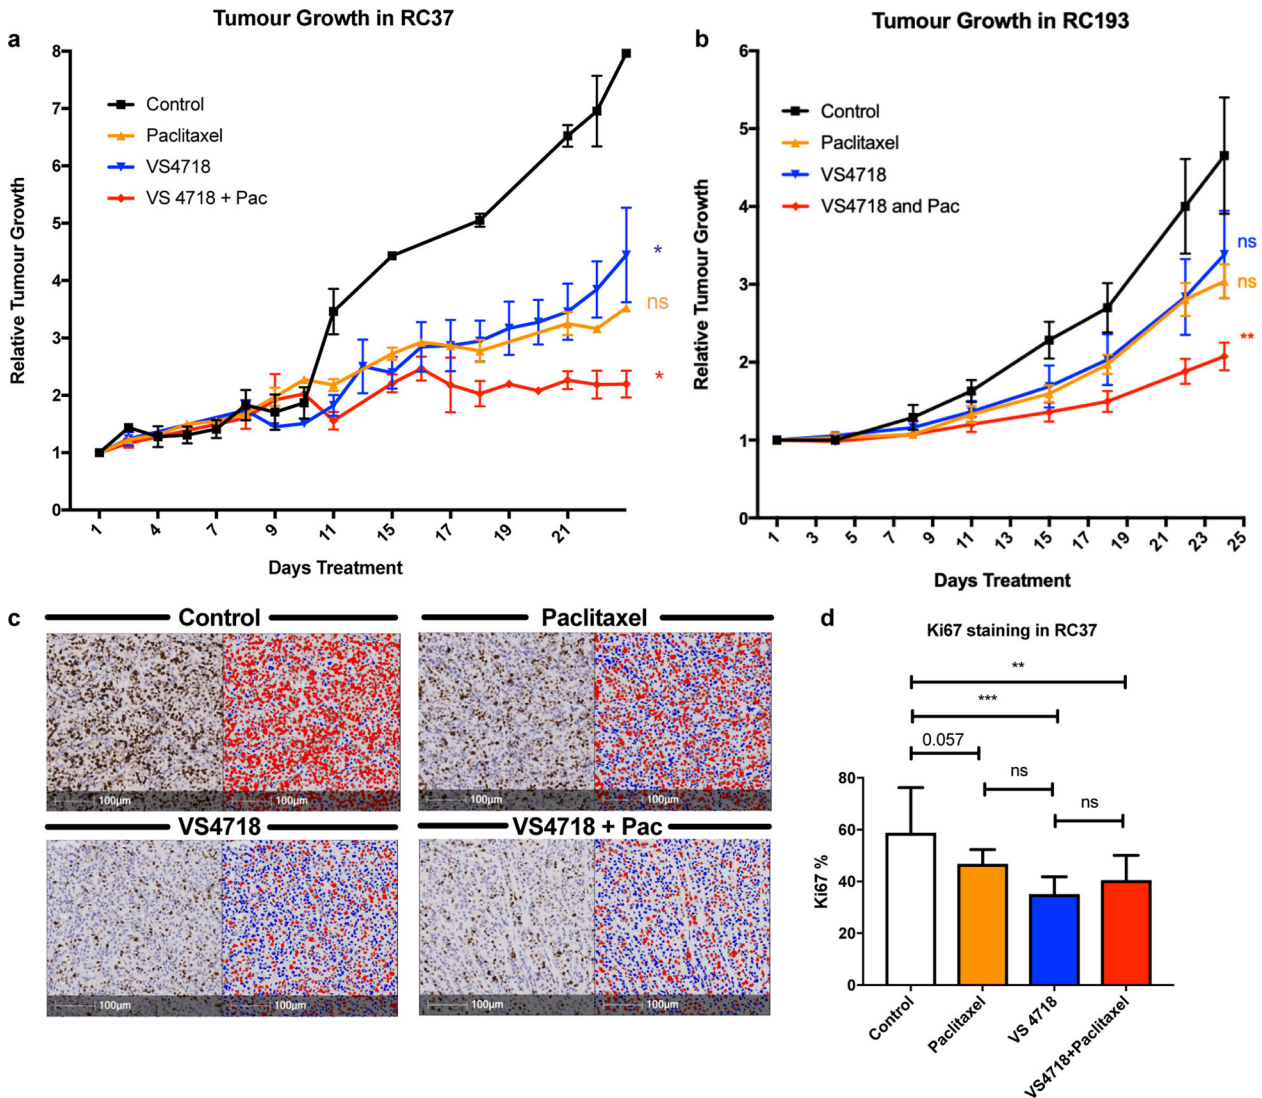 Tumour Growth in RC37
a
8
7
6
5
4
3
2
1
0
Relative Tumour Growth
Control
Paclitaxel
VS4718
VS 4718 + Pac
*
ns
*
1 4 7 9 11 15 17 19 21
Days Treatment
Tumour Growth in RC193
b
6
5
4
3
2
1
0
Relative Tumour Growth
Control
Paclitaxel
VS4718
VS4718 and Pac
ns
ns
**
1 3 5 7 9 11 13 15 17 19 21 23 25
Days Treatment
c
Control
100μm 100μm
Paclitaxel
100μm 100μm
VS4718
100μm 100μm
VS4718 + Pac
100μm 100μm
d
Ki67 staining in RC37
**
***
0.057
ns
ns
80
60
40
20
0
Ki67 %
Control
Paclitaxel
VS 4718
VS4718+Paclitaxel